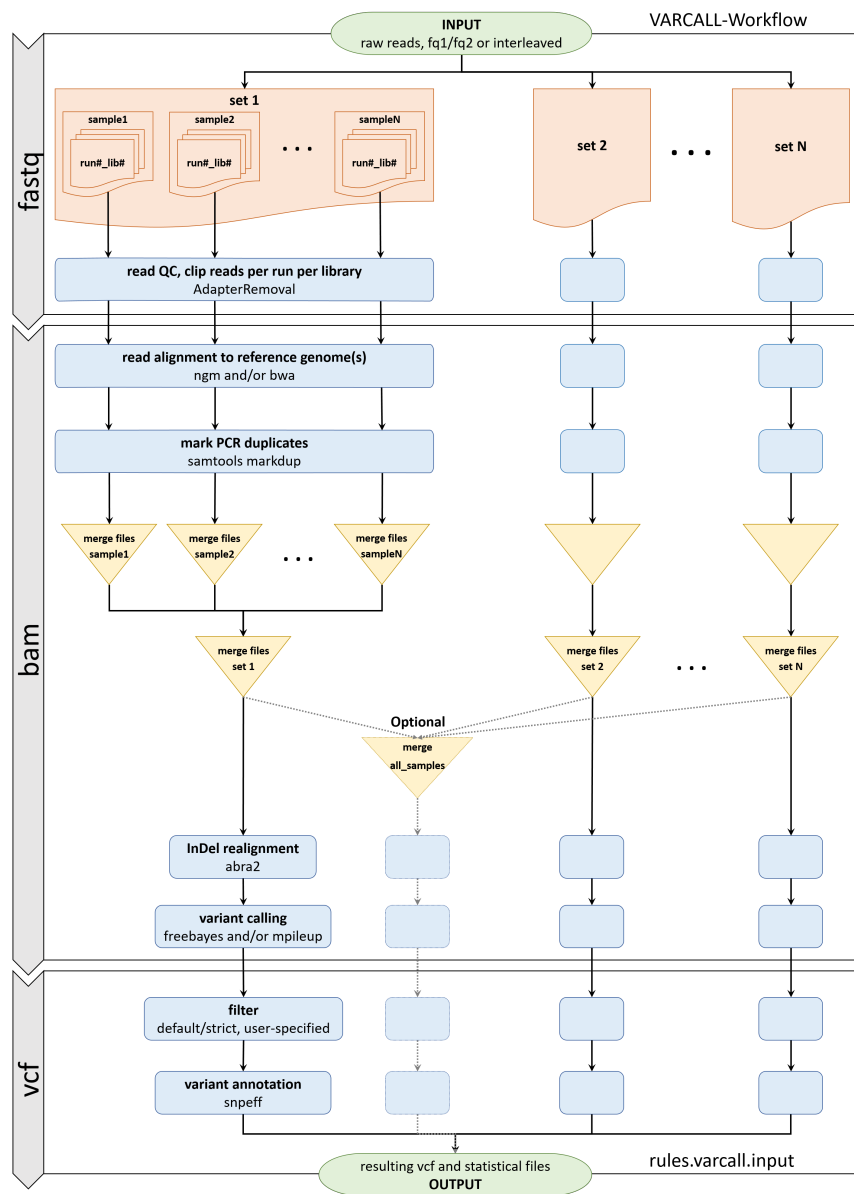 VARCALL-Workflow
INPUT
raw reads, fq1/fq2 or interleaved
fastq
set 1
sample1
sample2
sampleN
run#_lib#
run#_lib#
. . .
run#_lib#
set 2
. . .
set N
read QC, clip reads per run per library
AdapterRemoval
bam
read alignment to reference genome(s)
ngm and/or bwa
mark PCR duplicates
samtools markdup
merge files
sample1
merge files
sample2
. . .
merge files
sampleN
merge files
set 1
merge files
set 2
. . .
merge files
set N
Optional
merge
all_samples
InDel realignment
abra2
variant calling
freebayes and/or mpileup
vcf
filter
default/strict, user-specified
variant annotation
snpeff
resulting vcf and statistical files
OUTPUT
rules.varcall.input